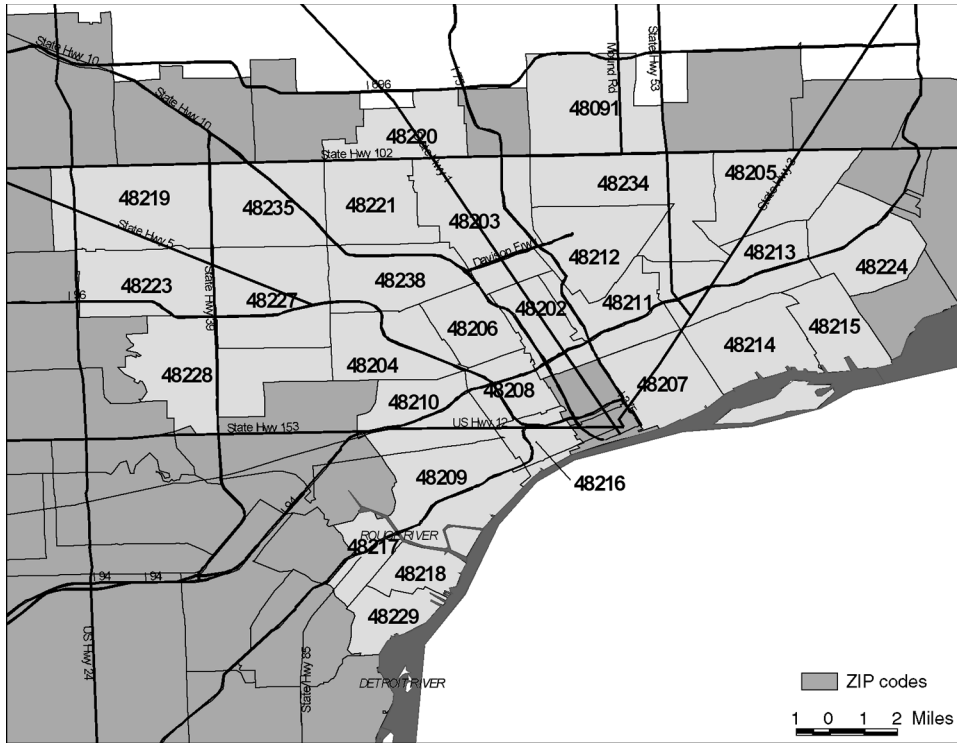 State Hwy 10
I 696
I 75
Mound Rd
State Hwy 53
48091
State Hwy 10
48220
State Hwy 1
State Hwy 102
48205
State Hwy 3
48219
48235
48221
48234
48203
State Hwy 5
Davison Frwy
48212
48213
48224
48223
I 96
State Hwy 39
48227
48238
48202
48211
48206
48215
48214
48228
48204
48208
48207
48210
State Hwy 153
US Hwy 12
48209
48216
I 94
ROUGE RIVER
48217
48218
I 94
I 94
48229
US Hwy 24
State Hwy 85
DETROIT RIVER
ZIP codes
1 0 1 2 Miles